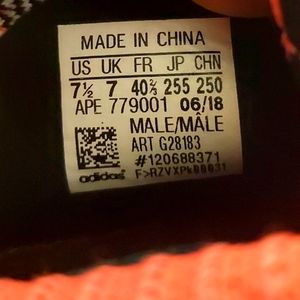 MADE IN CHINA
US UK FR JP CHN
7½ 7 40⅔ 255 250
APE 779001 06/18
MALE/MÂLE
ART G28183
#120688371
adidas